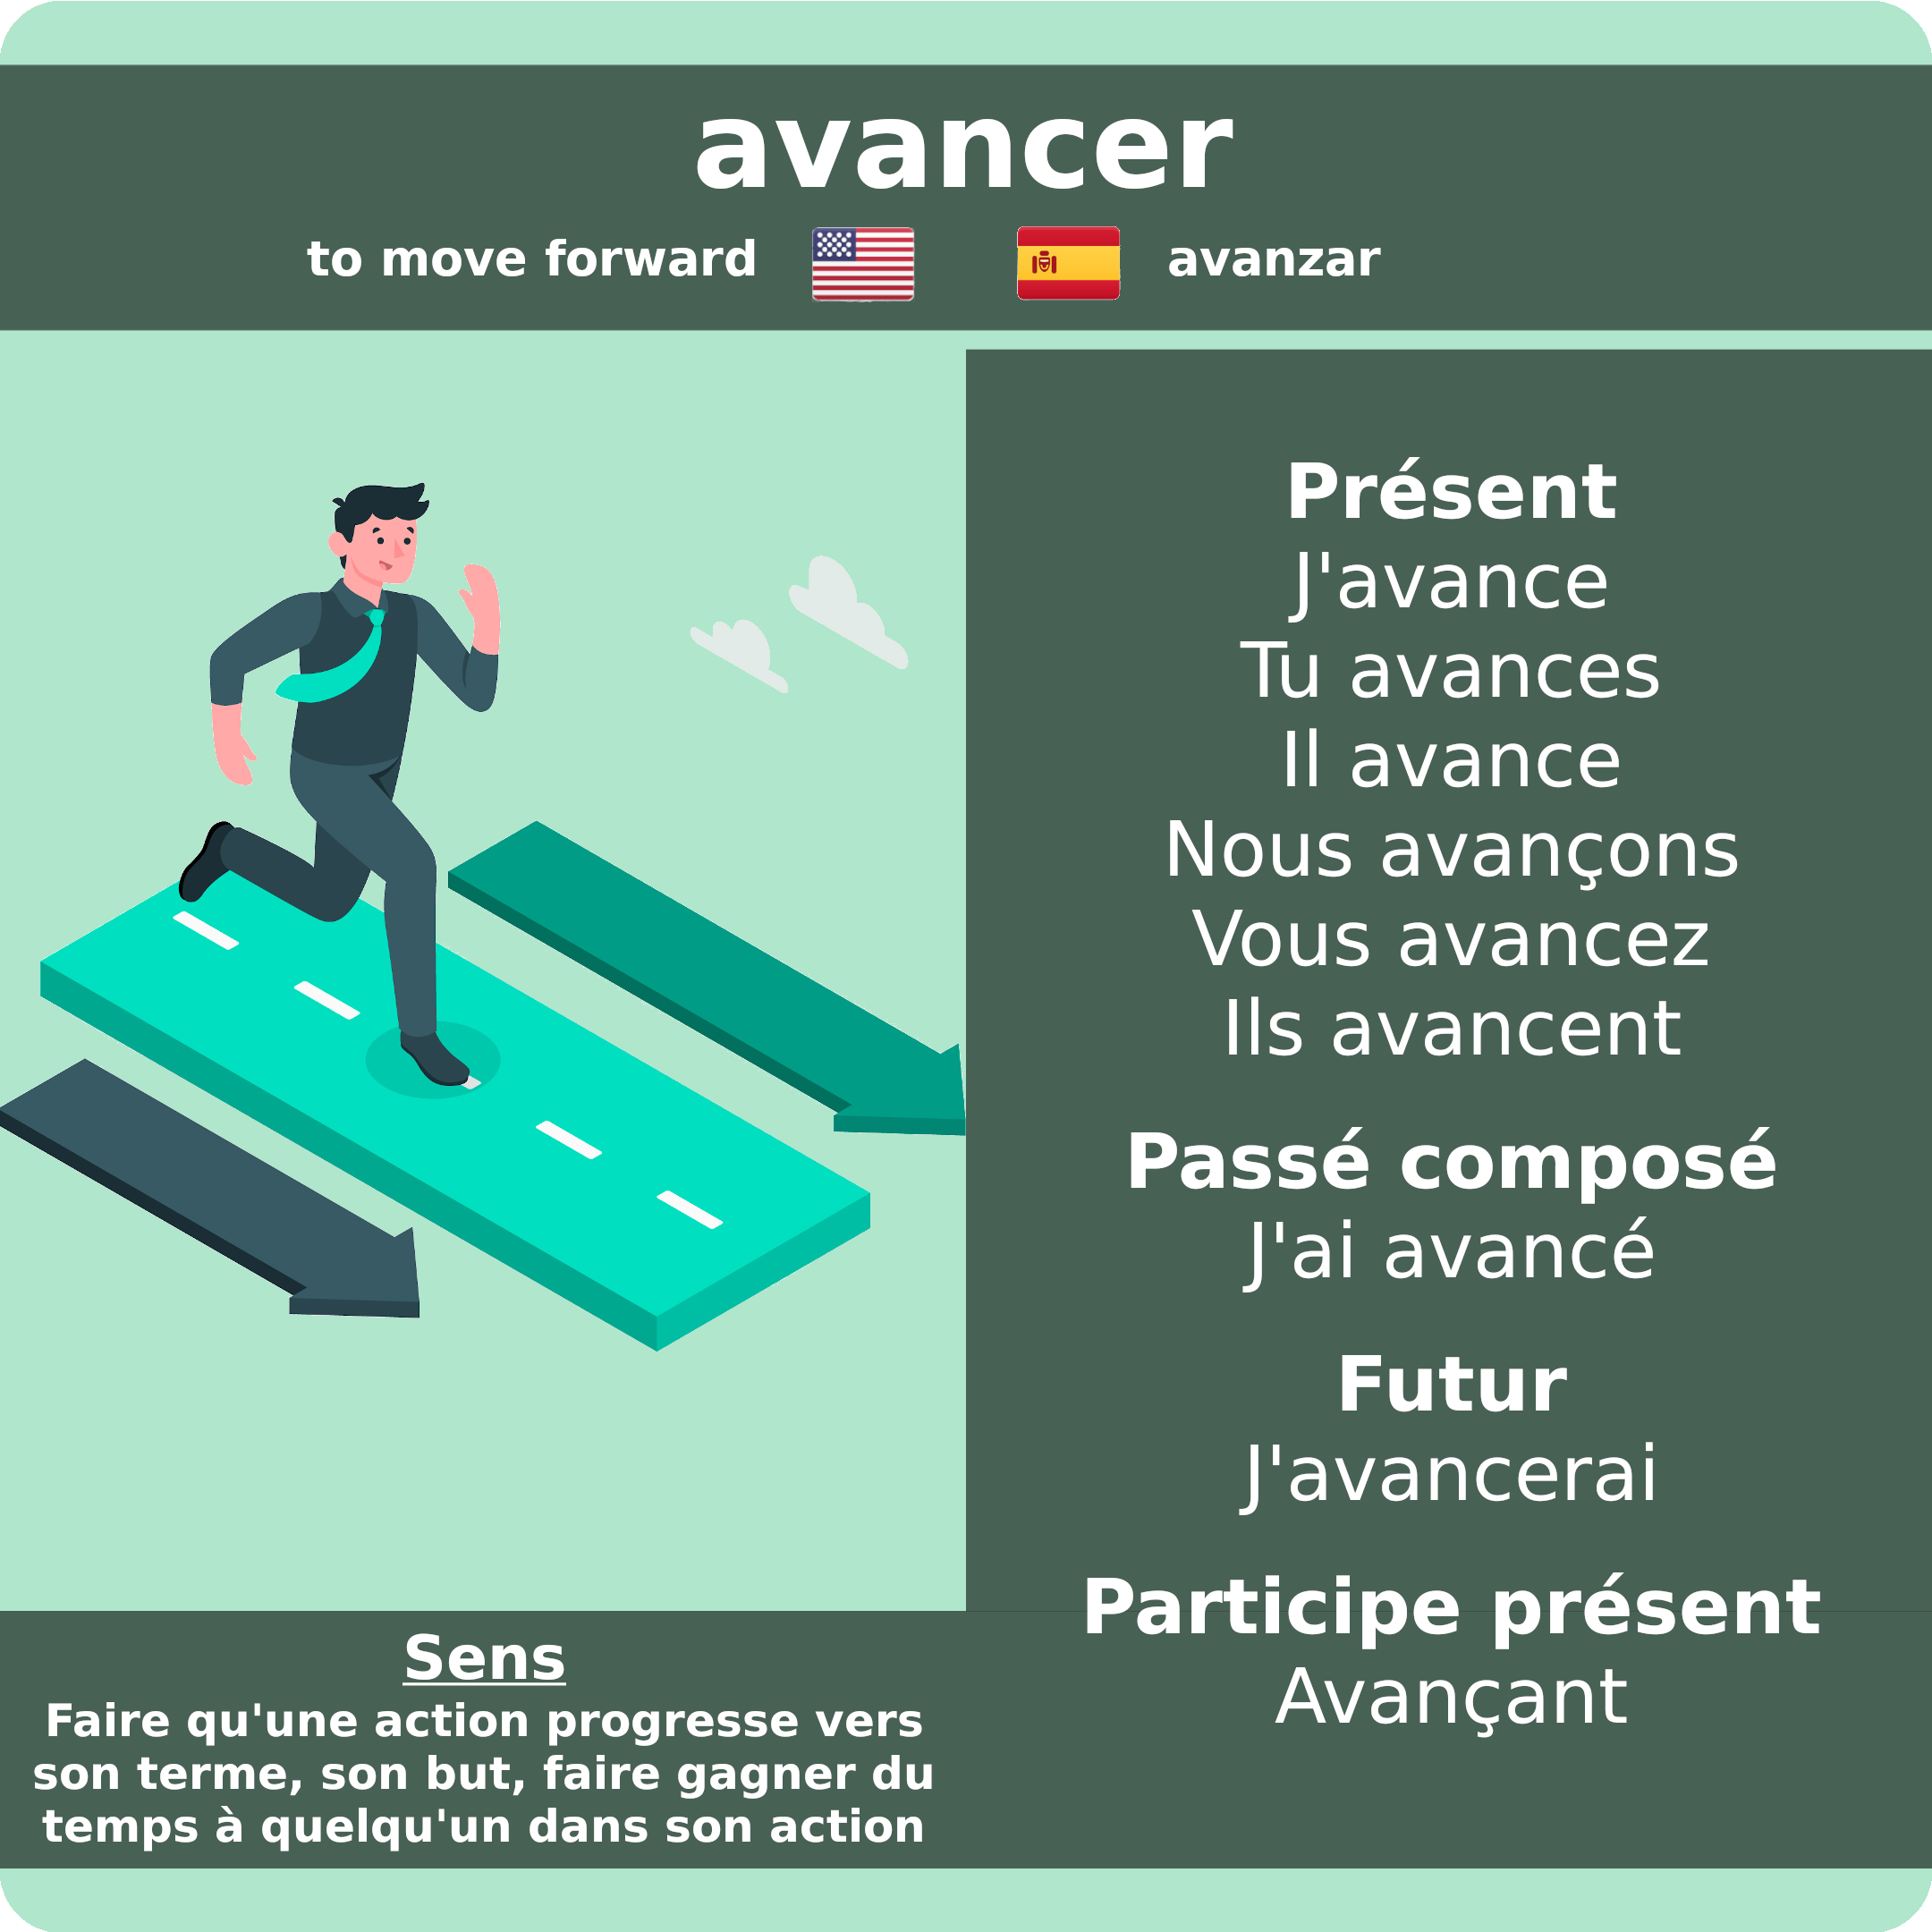 avancer
to move forward
avanzar
Présent
J'avance
Tu avances
Il avance
Nous avançons
Vous avancez
Ils avancent
Passé composé
J'ai avancé
Futur
J'avancerai
Participe présent
Avançant
Sens
Faire qu'une action progresse vers
son terme, son but, faire gagner du
temps à quelqu'un dans son action